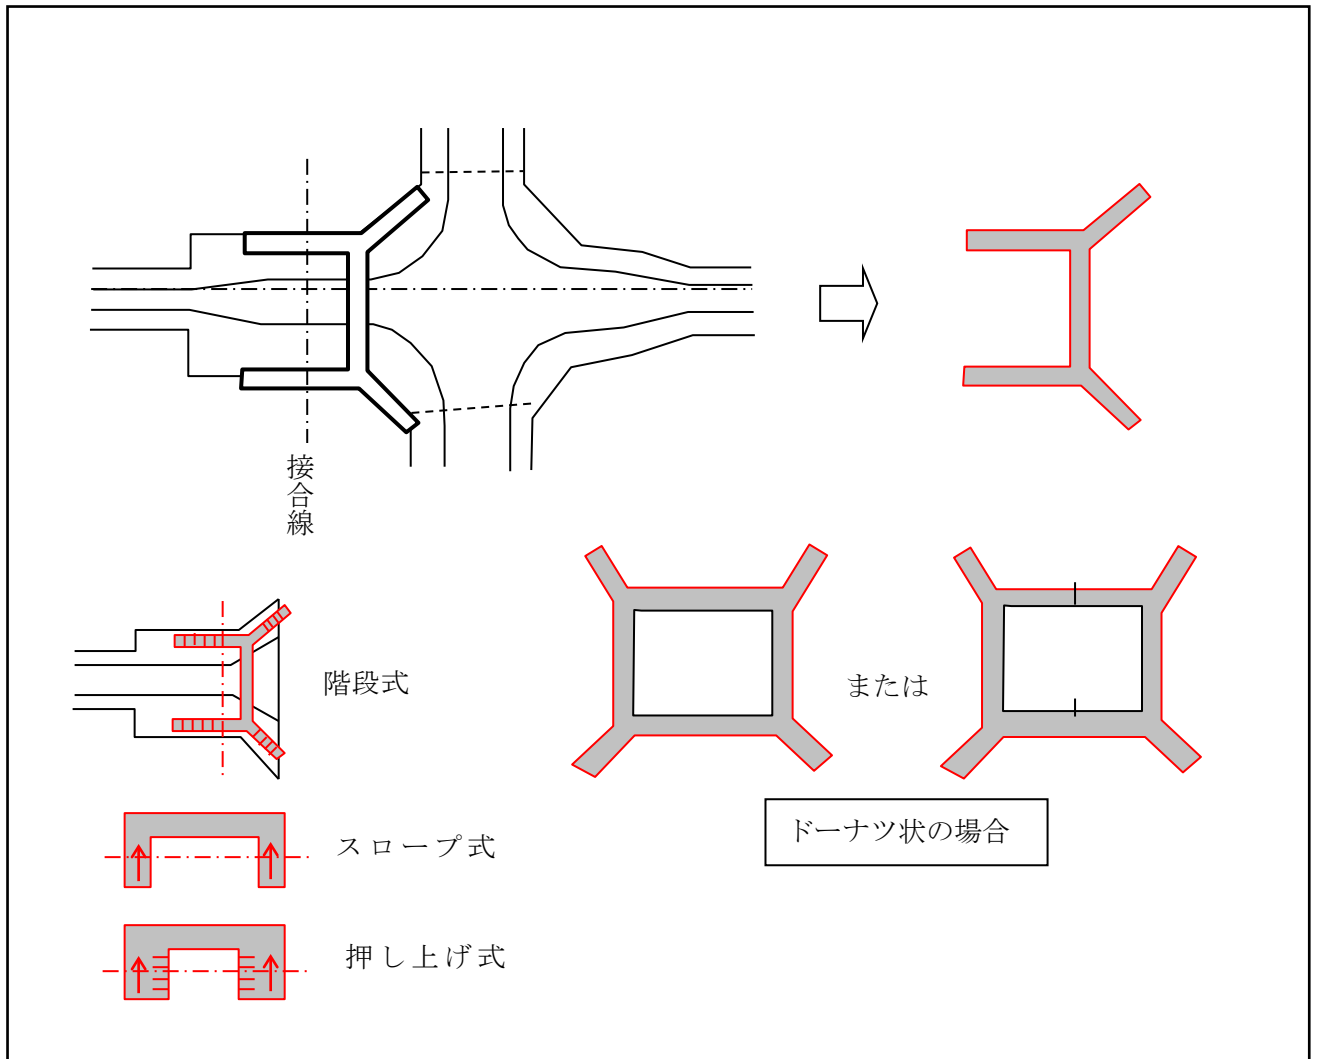 接合線
階段式
または
ドーナツ状の場合
スロープ式
押し上げ式